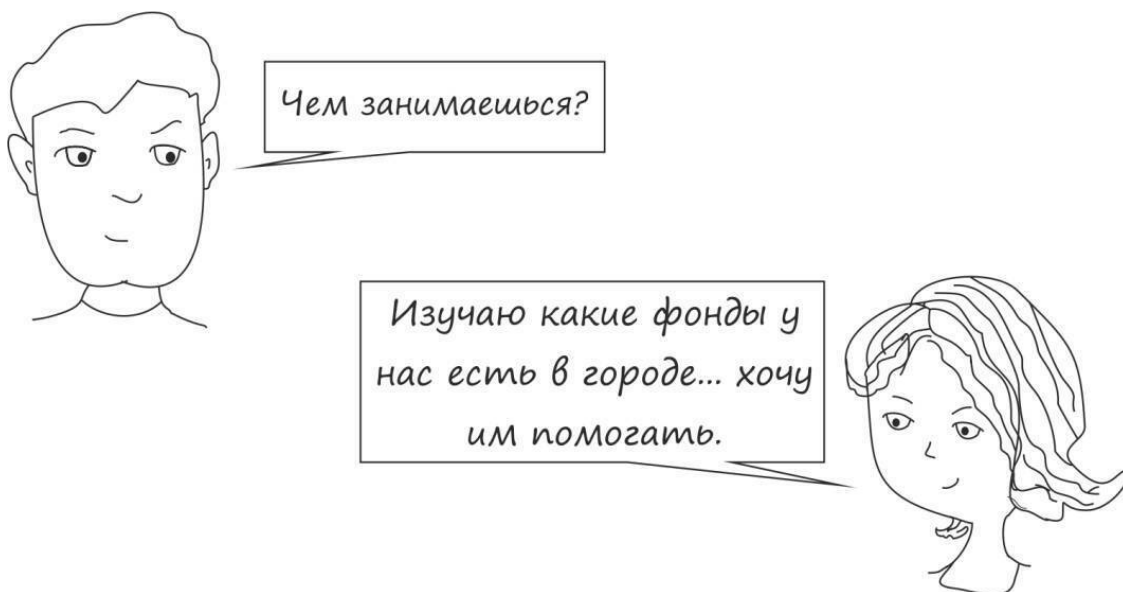 Чем занимаешься?
Изучаю какие фонды у
нас есть в городе... хочу
им помогать.